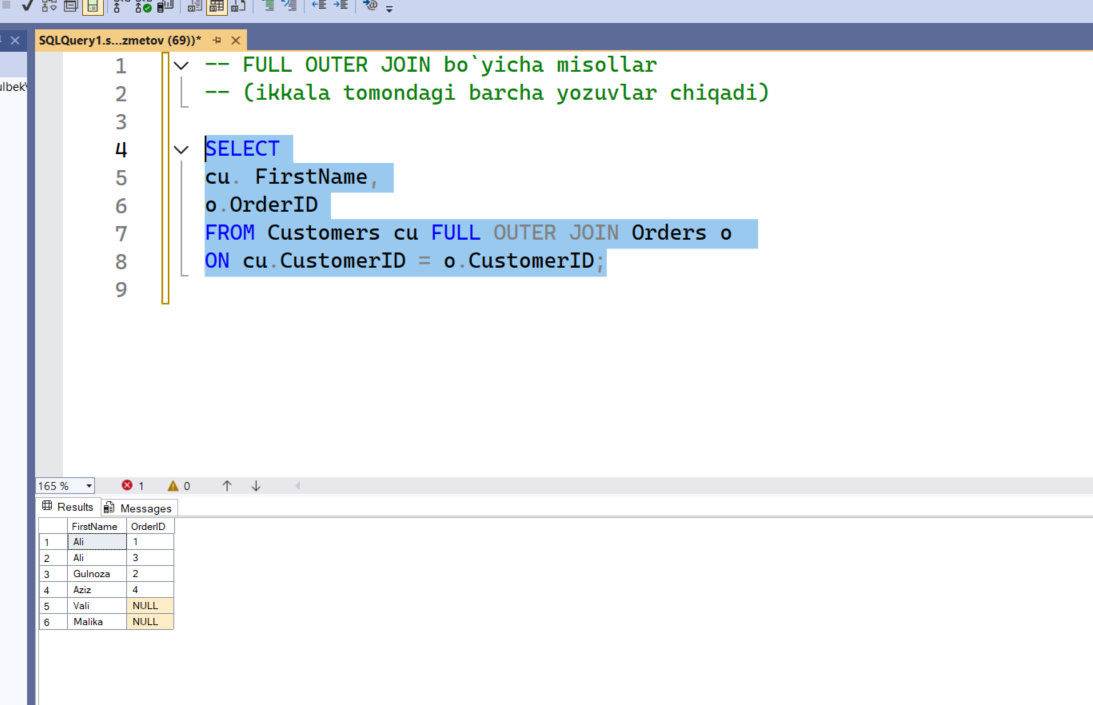 SQLQuery1.s...zmetov (69))*
ulbek\
1 -- FULL OUTER JOIN bo`yicha misollar
2 -- (ikkala tomondagi barcha yozuvlar chiqadi)
3
4 SELECT
5 cu. FirstName,
6 o.OrderID
7 FROM Customers cu FULL OUTER JOIN Orders o
8 ON cu.CustomerID = o.CustomerID;
9
165 % 1 0
Results Messages
FirstName OrderID
1 Ali 1
2 Ali 3
3 Gulnoza 2
4 Aziz 4
5 Vali NULL
6 Malika NULL